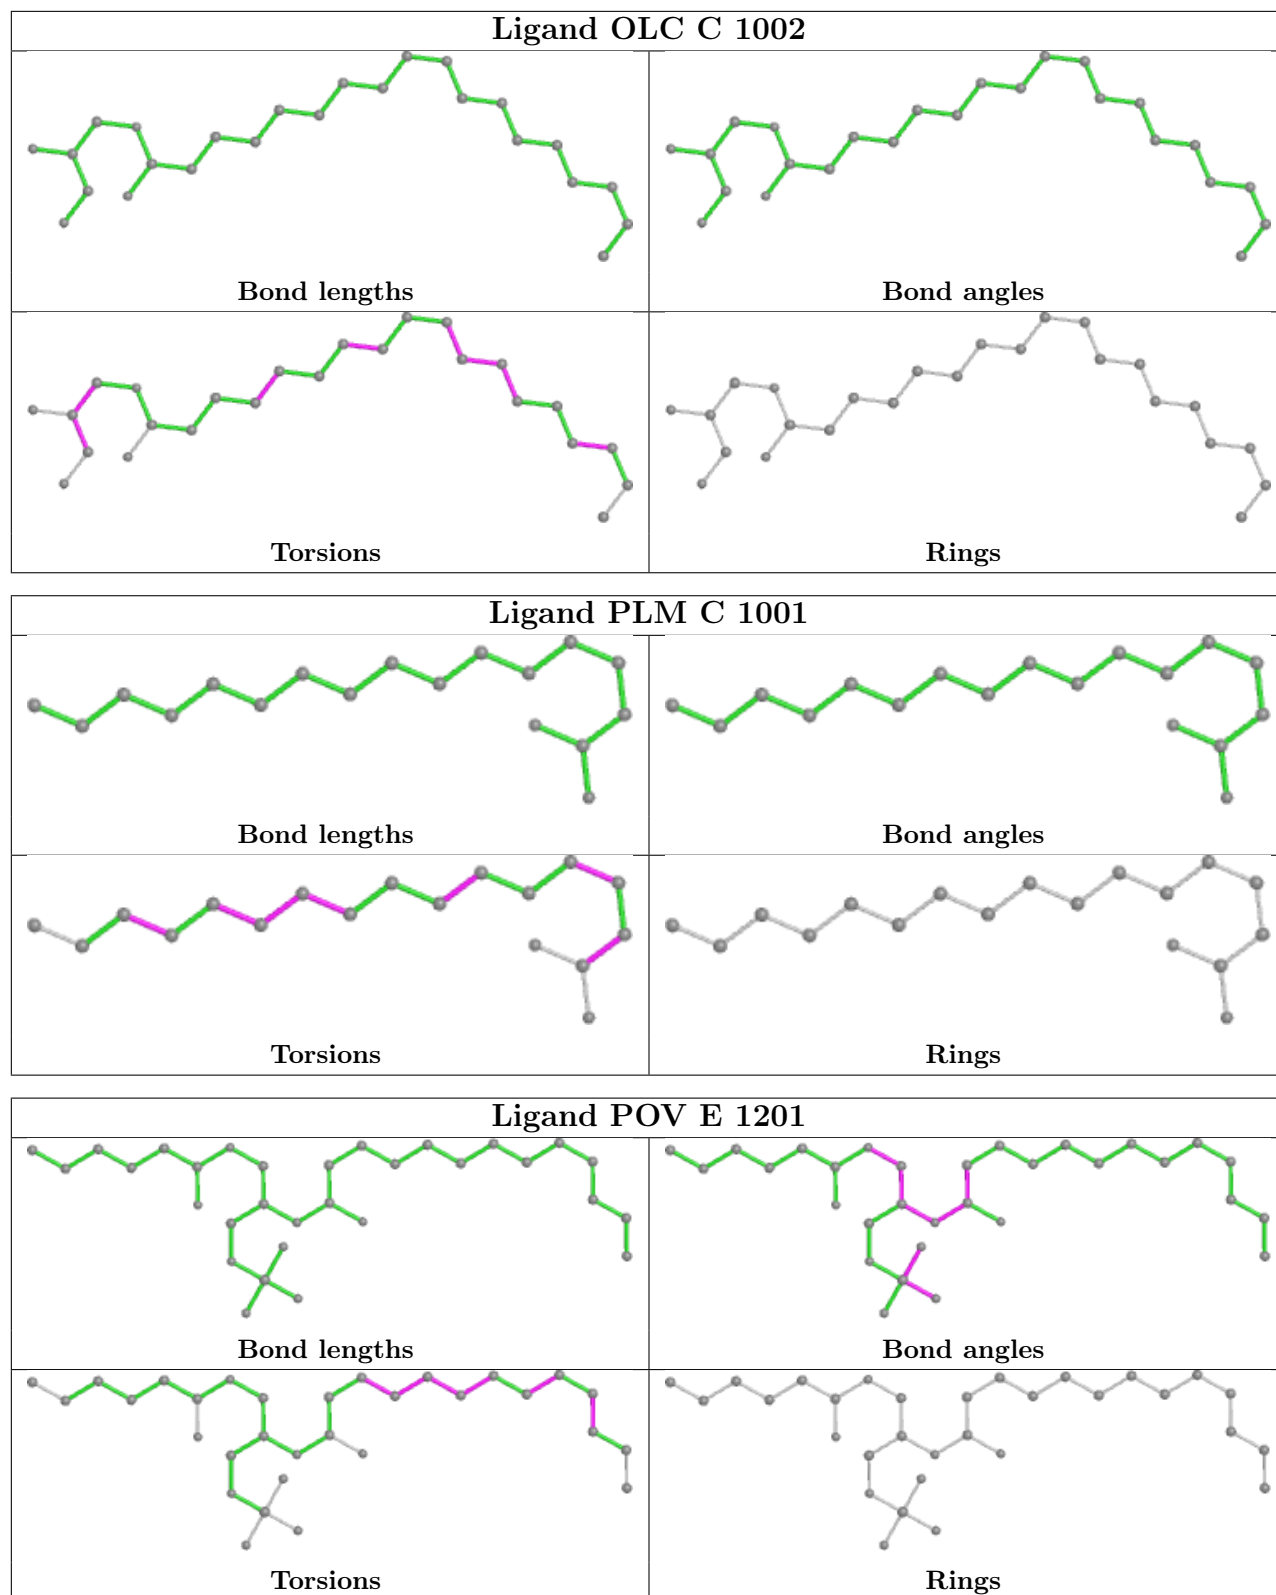 Ligand OLC C 1002
Bond lengths
Bond angles
Torsions
Rings
Ligand PLM C 1001
Bond lengths
Bond angles
Torsions
Rings
Ligand POV E 1201
Bond lengths
Bond angles
Torsions
Rings